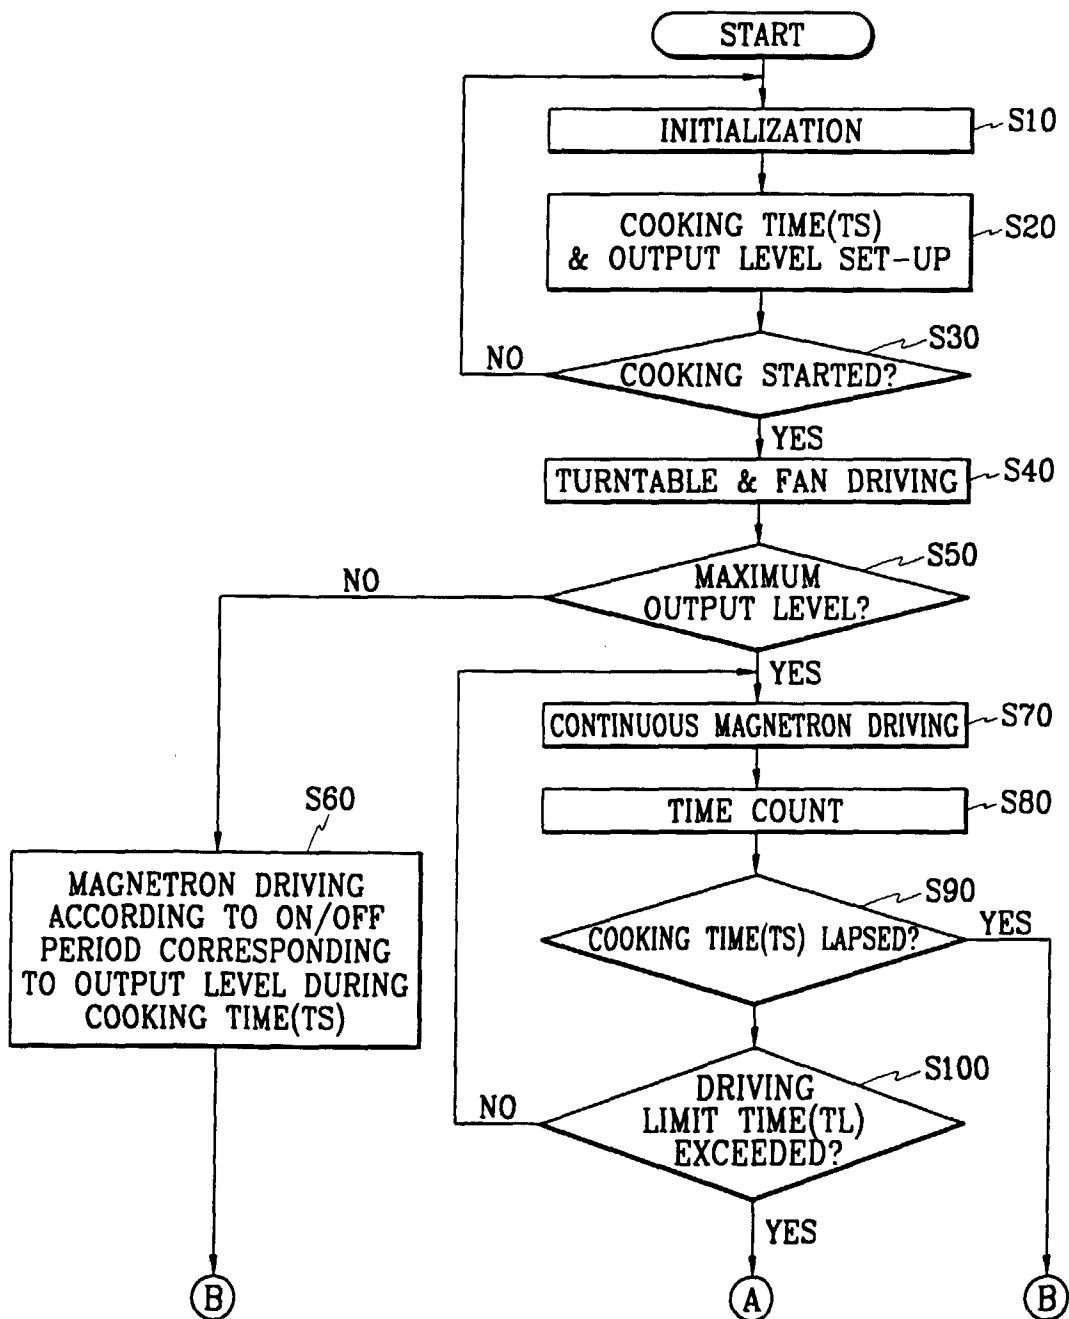 START
INITIALIZATION
S10
COOKING TIME(TS)
& OUTPUT LEVEL SET-UP
S20
S30
NO
COOKING STARTED?
YES
TURNTABLE & FAN DRIVING
S40
S50
NO
MAXIMUM
OUTPUT LEVEL?
YES
CONTINUOUS MAGNETRON DRIVING
S70
S60
TIME COUNT
S80
MAGNETRON DRIVING
ACCORDING TO ON/OFF
PERIOD CORRESPONDING
TO OUTPUT LEVEL DURING
COOKING TIME(TS)
S90
COOKING TIME(TS) LAPSED?
YES
S100
NO
DRIVING
LIMIT TIME(TL)
EXCEEDED?
YES
B
A
B